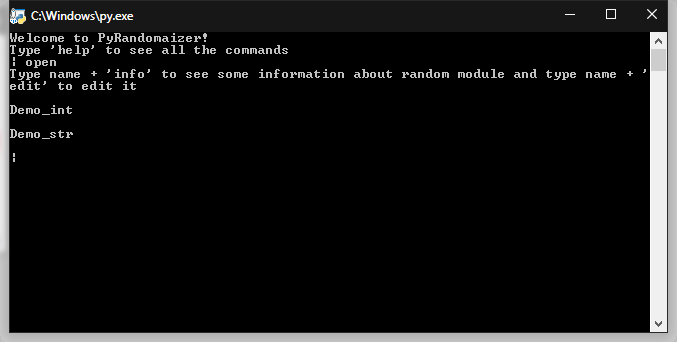 C:\Windows\py.exe
Welcome to PyRandomaizer!
Type 'help' to see all the commands
¦ open
Type name + 'info' to see some information about random module and type name + '
edit' to edit it
Demo_int
Demo_str
¦